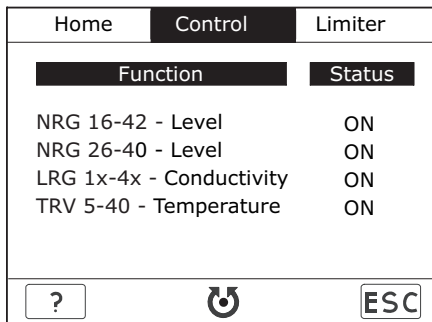 Home Control Limiter
Function Status
NRG 16-42 - Level ON
NRG 26-40 - Level ON
LRG 1x-4x - Conductivity ON
TRV 5-40 - Temperature ON
? ESC